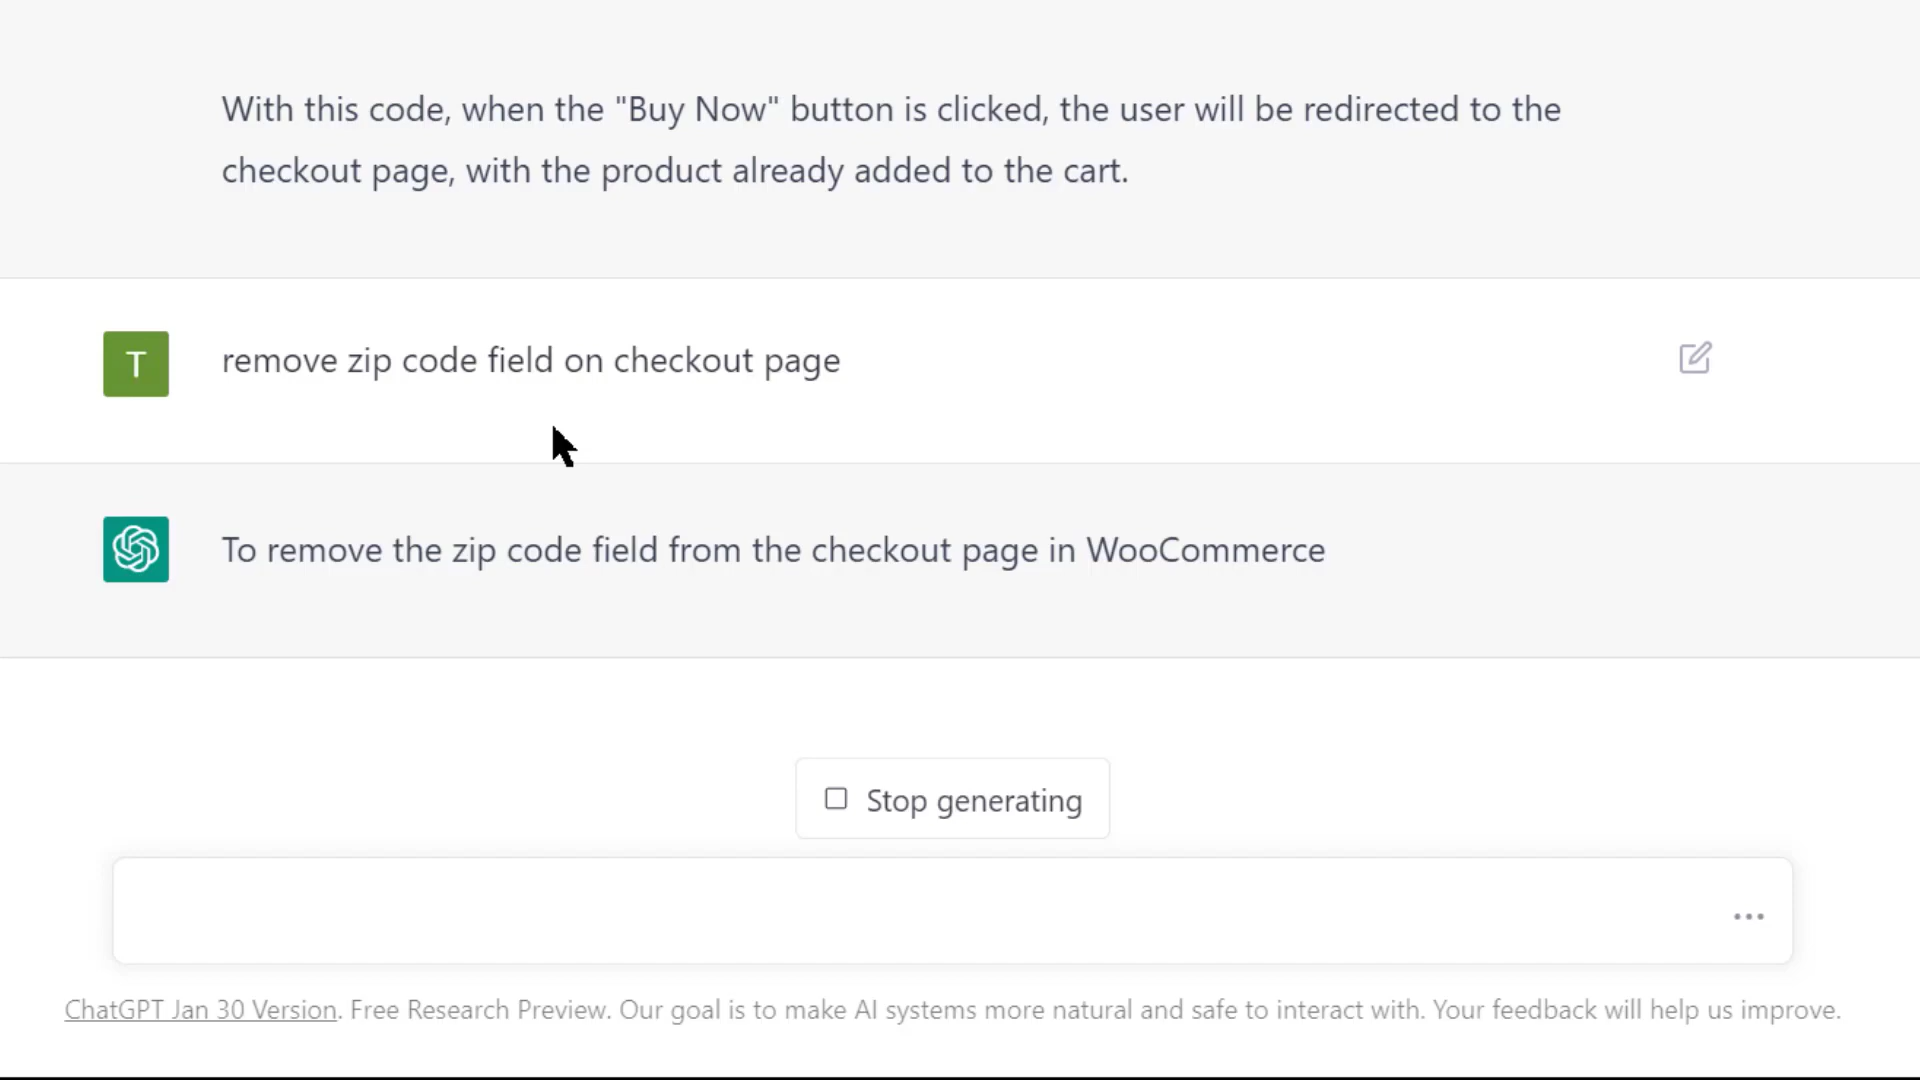 With this code, when the "Buy Now" button is clicked, the user will be redirected to the
checkout page, with the product already added to the cart.
T
remove zip code field on checkout page
To remove the zip code field from the checkout page in WooCommerce
Stop generating
ChatGPT Jan 30 Version. Free Research Preview. Our goal is to make AI systems more natural and safe to interact with. Your feedback will help us improve.